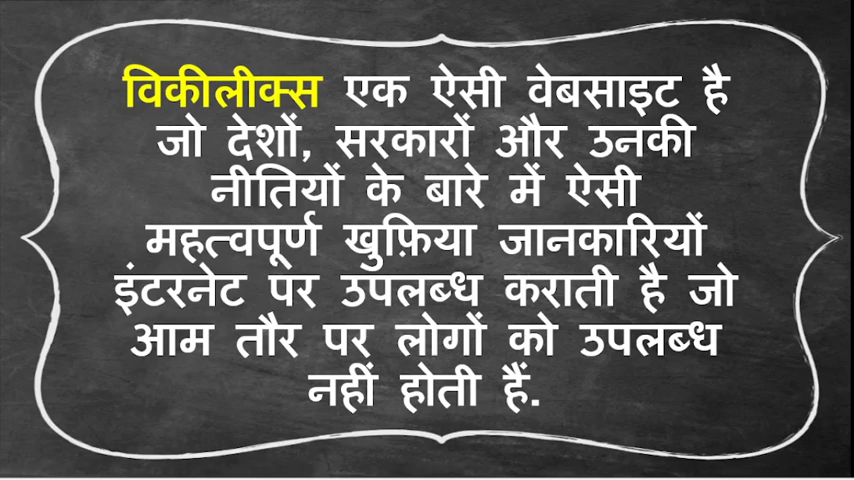 विकीलीक्स एक ऐसी वेबसाइट है
जो देशों, सरकारों और उनकी
नीतियों के बारे में ऐसी
महत्वपूर्ण खुफ़िया जानकारियों
इंटरनेट पर उपलब्ध कराती है जो
आम तौर पर लोगों को उपलब्ध
नहीं होती हैं.